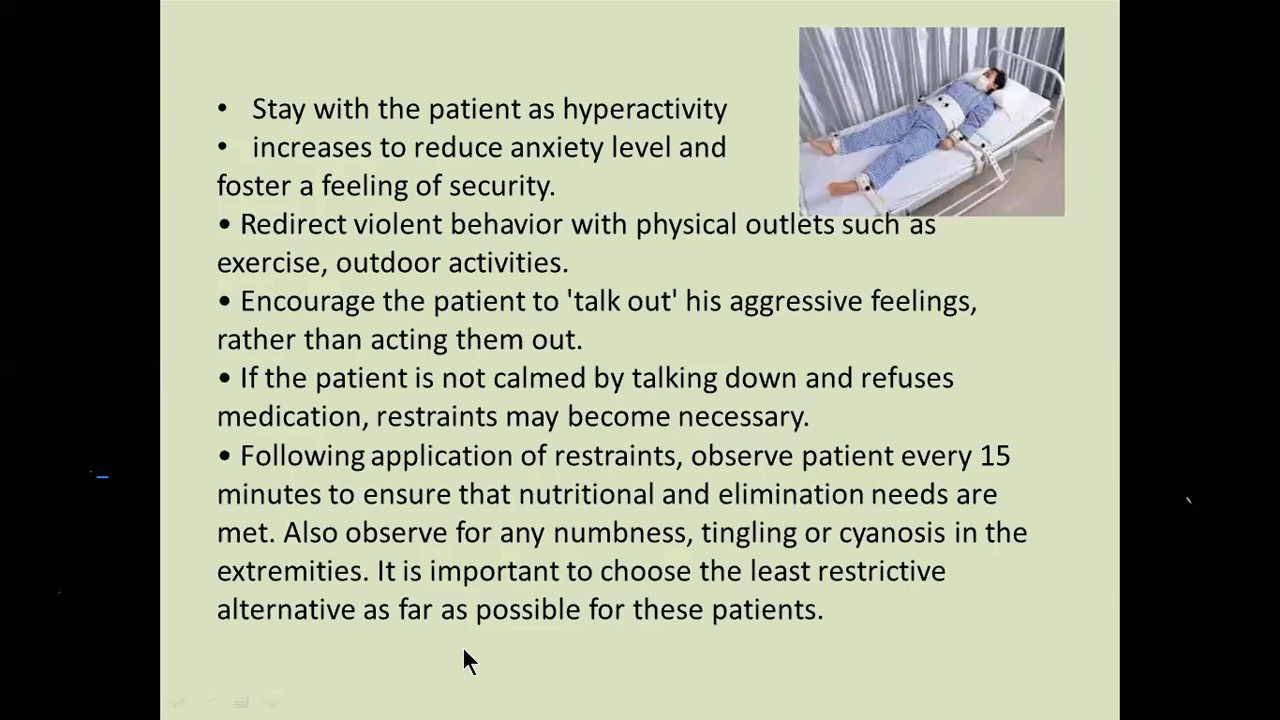 • Stay with the patient as hyperactivity
• increases to reduce anxiety level and
foster a feeling of security.
• Redirect violent behavior with physical outlets such as
exercise, outdoor activities.
• Encourage the patient to 'talk out' his aggressive feelings,
rather than acting them out.
• If the patient is not calmed by talking down and refuses
medication, restraints may become necessary.
• Following application of restraints, observe patient every 15
minutes to ensure that nutritional and elimination needs are
met. Also observe for any numbness, tingling or cyanosis in the
extremities. It is important to choose the least restrictive
alternative as far as possible for these patients.